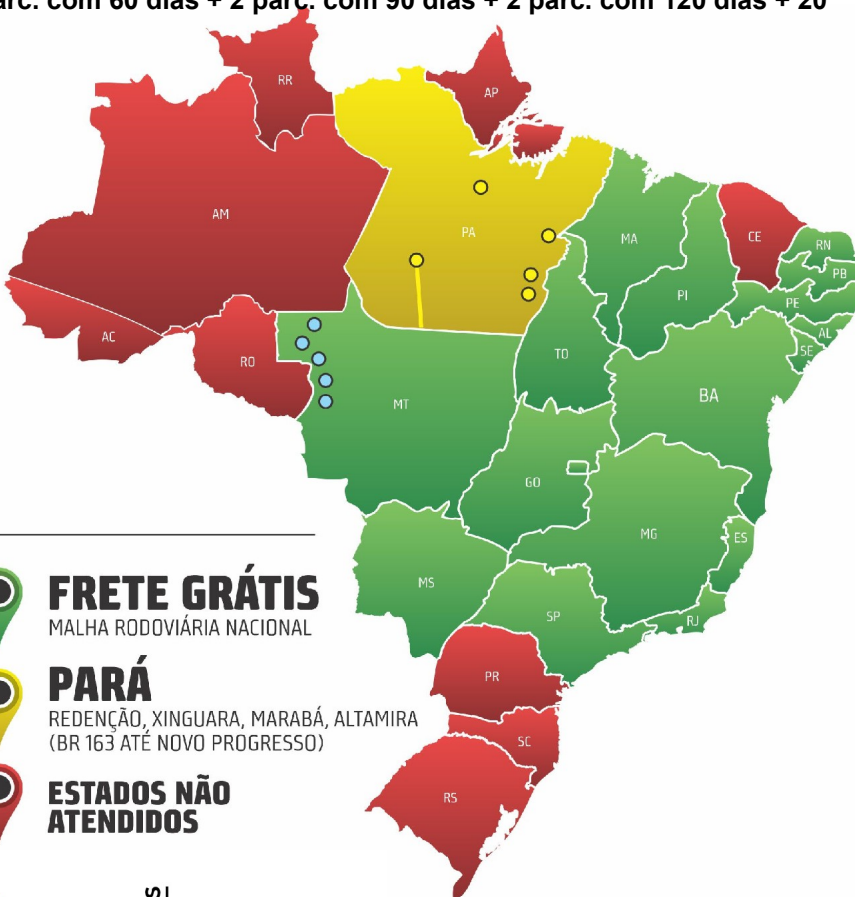 arc. com 60 dias + 2 parc. com 90 dias + 2 parc. com 120 dias + 20
RR
AP
AM
PA
MA
CE
RN
PB
PI
PE
AL
SE
AC
RO
TO
MT
BA
GO
MG
ES
MS
SP
RJ
PR
SC
RS
FRETE GRÁTIS
MALHA RODOVIÁRIA NACIONAL
PARÁ
REDENÇÃO, XINGUARA, MARABÁ, ALTAMIRA
(BR 163 ATÉ NOVO PROGRESSO)
ESTADOS NÃO
ATENDIDOS